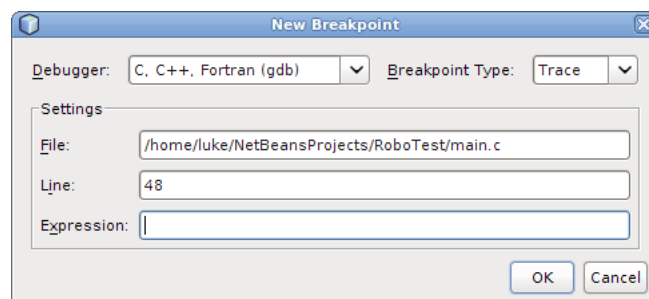 New Breakpoint
Debugger: C, C++, Fortran (gdb) Breakpoint Type: Trace
Settings
File: /home/luke/NetBeansProjects/RoboTest/main.c
Line: 48
Expression:
OK Cancel